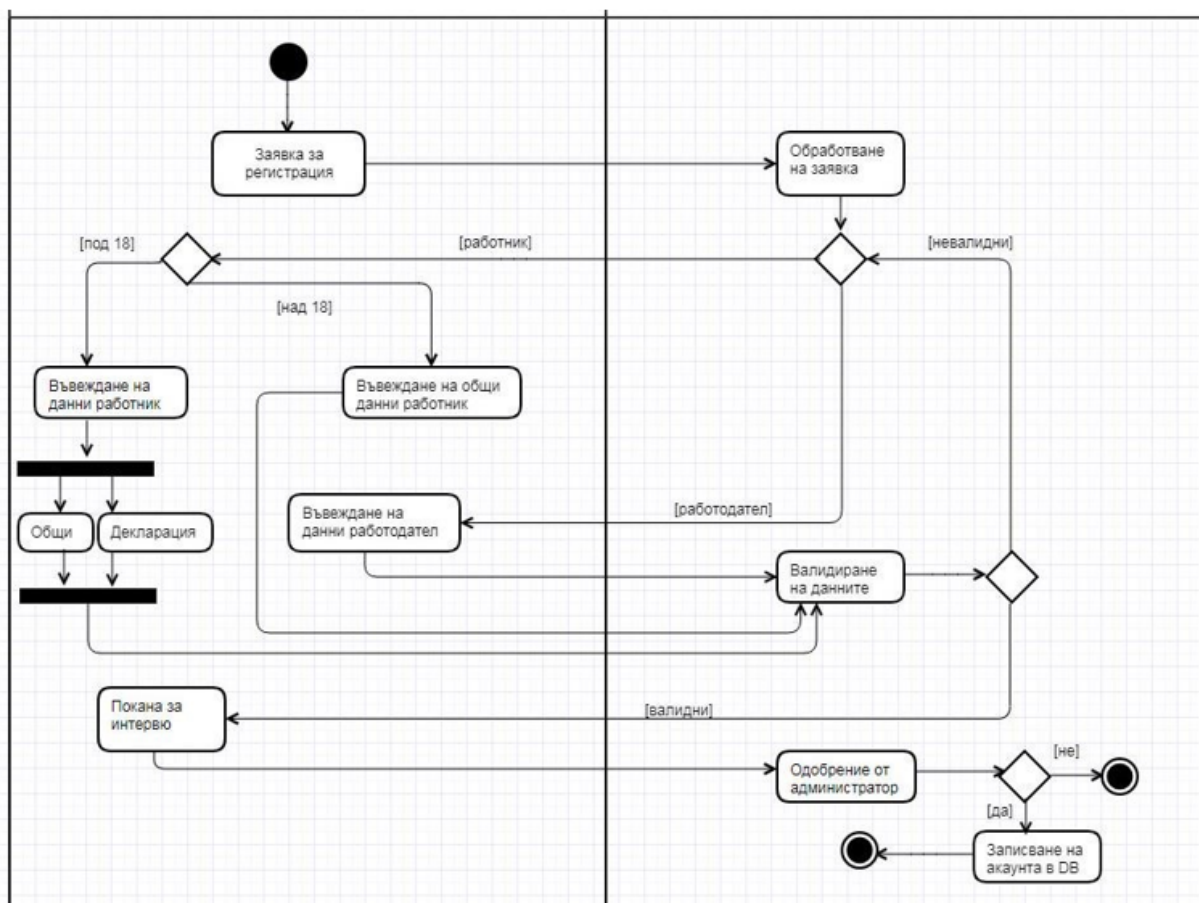 Заявка за
регистрация
Обработване
на заявка
[под 18]
[работник]
[невалидни]
[над 18]
Въвеждане на
данни работник
Въвеждане на общи
данни работник
Въвеждане на
данни работодател
[работодател]
Общи
Декларация
Валидиране
на данните
Покана за
интервю
[валидни]
Одобрение от
администратор
[не]
[да]
Записване на
акаунта в DB